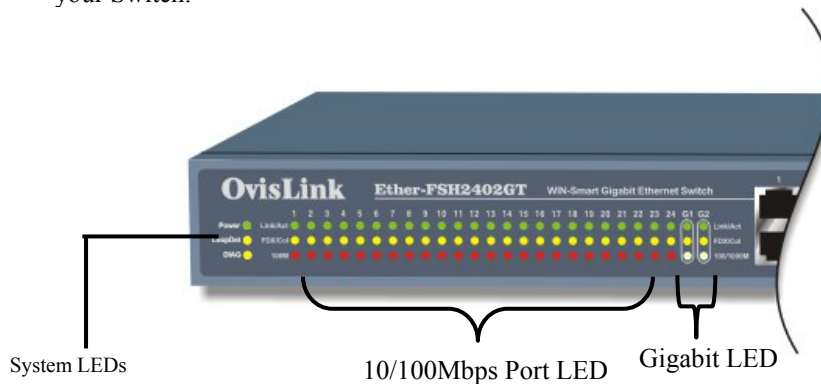 your Switch.
OvisLink Ether-FSH2402GT WIN-Smart Gigabit Ethernet Switch
1
1 2 3 4 5 6 7 8 9 10 11 12 13 14 15 16 17 18 19 20 21 22 23 24 G1 G2
Power Link/Act Link/Act
LoopDet FDX/Col FDX/Col
DIAG 100M 100/1000M
System LEDs
10/100Mbps Port LED
Gigabit LED